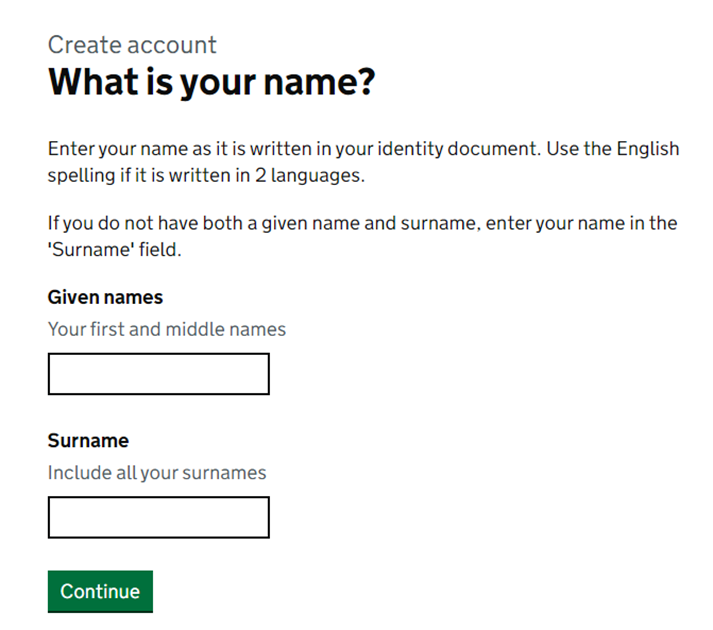 Create account
What is your name?
Enter your name as it is written in your identity document. Use the English
spelling if it is written in 2 languages.
If you do not have both a given name and surname, enter your name in the
'Surname' field.
Given names
Your first and middle names
Surname
Include all your surnames
Continue